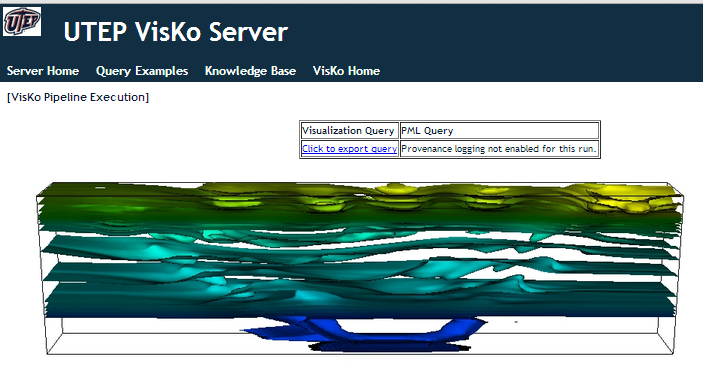 UTEP
UTEP VisKo Server
Server Home Query Examples Knowledge Base VisKo Home
[VisKo Pipeline Execution]
Visualization Query PML Query
Click to export query Provenance logging not enabled for this run.